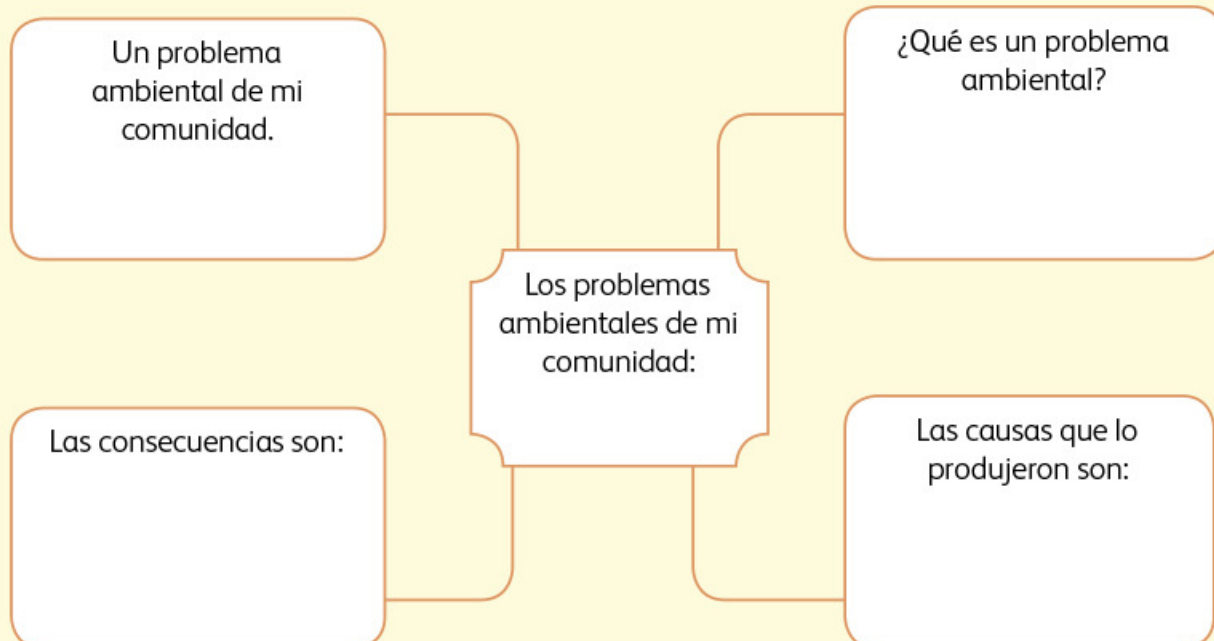 Un problema
ambiental de mi
comunidad.
¿Qué es un problema
ambiental?
Los problemas
ambientales de mi
comunidad:
Las consecuencias son:
Las causas que lo
produjeron son: